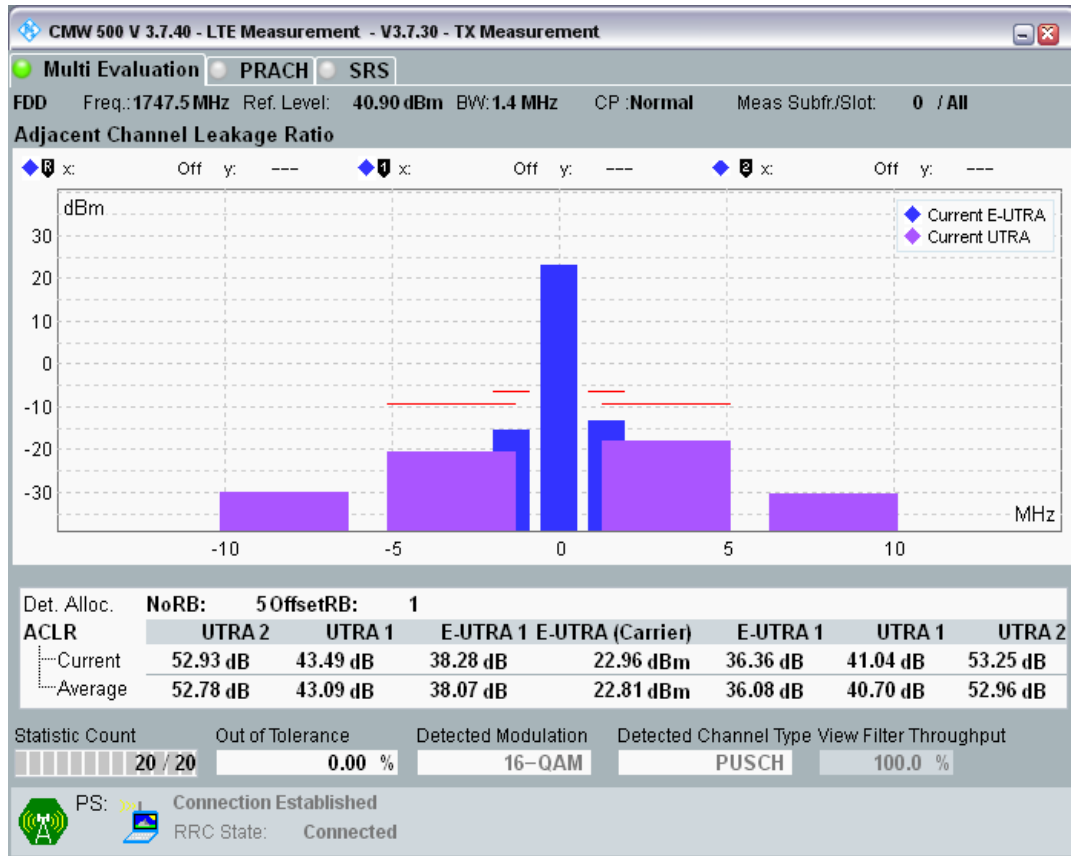 CMW 500 V 3.7.40 - LTE Measurement - V3.7.30 - TX Measurement
Multi Evaluation PRACH SRS
FDD Freq.:1747.5 MHz Ref. Level: 40.90 dBm BW:1.4 MHz CP :Normal Meas Subfr./Slot: 0 / All
Adjacent Channel Leakage Ratio
R x: Off y: --- 1 x: Off y: --- 2 x: Off y: ---
dBm
Current E-UTRA
Current UTRA
30
20
10
0
-10
-20
-30
MHz
-10 -5 0 5 10
Det. Alloc. NoRB: 5 OffsetRB: 1
ACLR UTRA 2 UTRA 1 E-UTRA 1 E-UTRA (Carrier) E-UTRA 1 UTRA 1 UTRA 2
Current 52.93 dB 43.49 dB 38.28 dB 22.96 dBm 36.36 dB 41.04 dB 53.25 dB
Average 52.78 dB 43.09 dB 38.07 dB 22.81 dBm 36.08 dB 40.70 dB 52.96 dB
Statistic Count Out of Tolerance Detected Modulation Detected Channel Type View Filter Throughput
20 / 20 0.00 % 16-QAM PUSCH 100.0 %
PS: Connection Established
RRC State: Connected